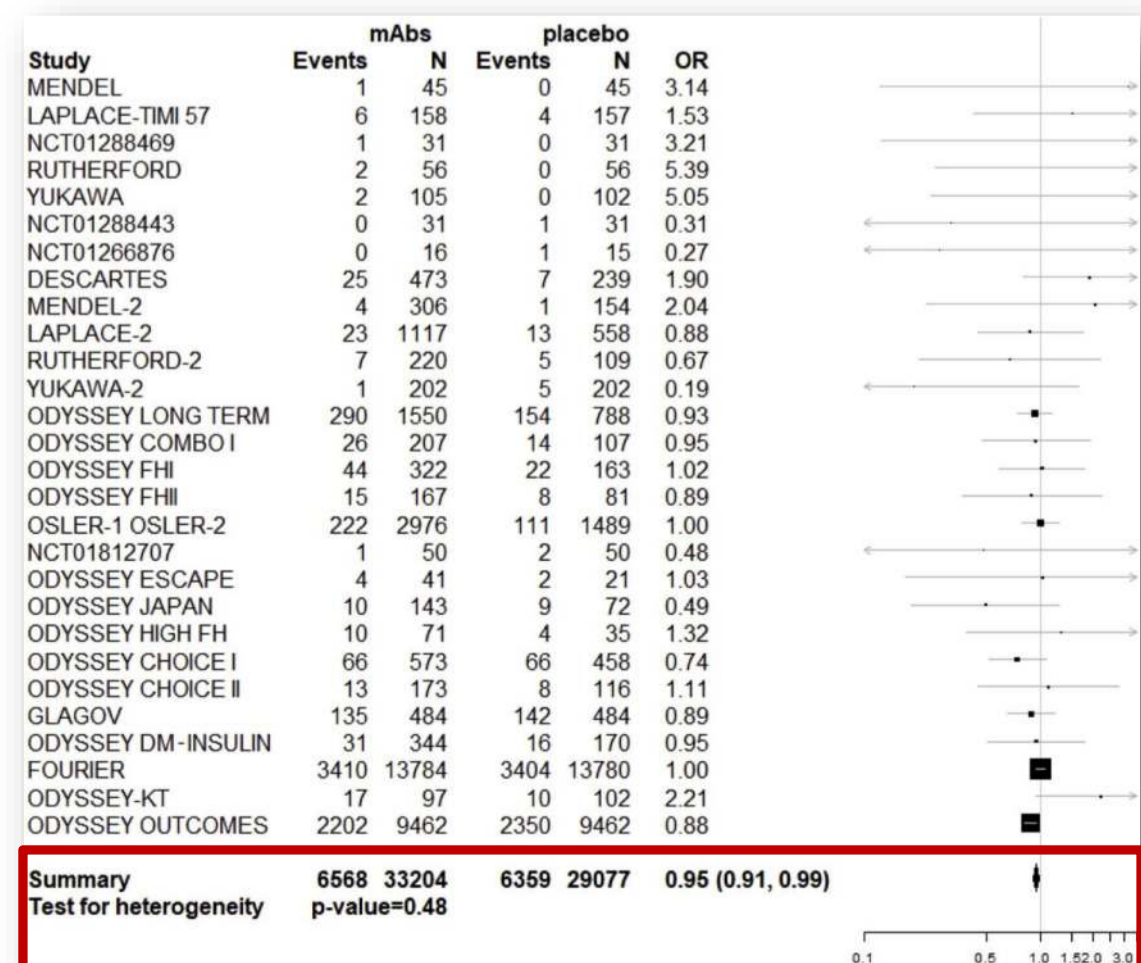 mAbs placebo
Study Events N Events N OR
MENDEL 1 45 0 45 3.14
LAPLACE-TIMI 57 6 158 4 157 1.53
NCT01288469 1 31 0 31 3.21
RUTHERFORD 2 56 0 56 5.39
YUKAWA 2 105 0 102 5.05
NCT01288443 0 31 1 31 0.31
NCT01266876 0 16 1 15 0.27
DESCARTES 25 473 7 239 1.90
MENDEL-2 4 306 1 154 2.04
LAPLACE-2 23 1117 13 558 0.88
RUTHERFORD-2 7 220 5 109 0.67
YUKAWA-2 1 202 5 202 0.19
ODYSSEY LONG TERM 290 1550 154 788 0.93
ODYSSEY COMBO I 26 207 14 107 0.95
ODYSSEY FHI 44 322 22 163 1.02
ODYSSEY FHII 15 167 8 81 0.89
OSLER-1 OSLER-2 222 2976 111 1489 1.00
NCT01812707 1 50 2 50 0.48
ODYSSEY ESCAPE 4 41 2 21 1.03
ODYSSEY JAPAN 10 143 9 72 0.49
ODYSSEY HIGH FH 10 71 4 35 1.32
ODYSSEY CHOICE I 66 573 66 458 0.74
ODYSSEY CHOICE II 13 173 8 116 1.11
GLAGOV 135 484 142 484 0.89
ODYSSEY DM-INSULIN 31 344 16 170 0.95
FOURIER 3410 13784 3404 13780 1.00
ODYSSEY-KT 17 97 10 102 2.21
ODYSSEY OUTCOMES 2202 9462 2350 9462 0.88
Summary 6568 33204 6359 29077 0.95 (0.91, 0.99)
Test for heterogeneity p-value=0.48
0.1 0.5 1.0 1.5 2.0 3.0